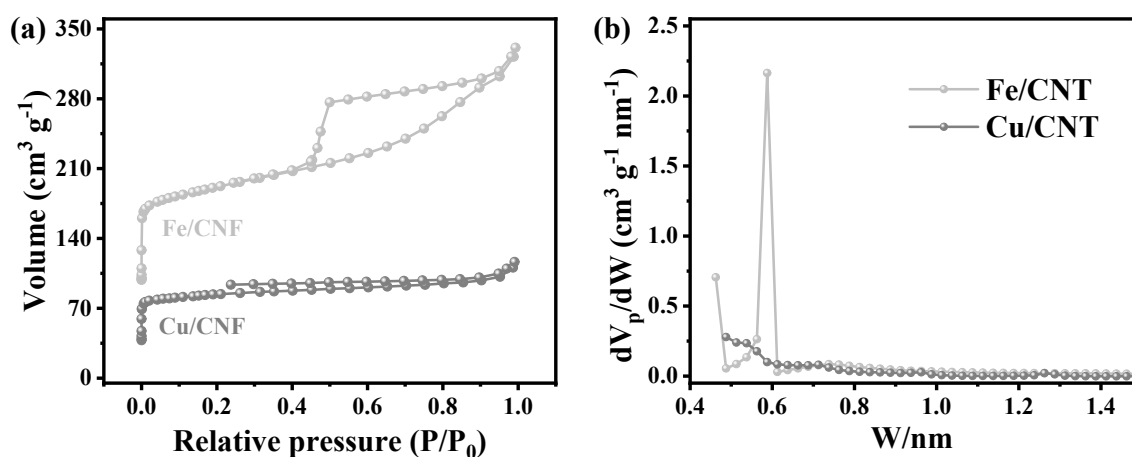 (a)
Volume (cm³ g⁻¹)
350
280
210
140
70
0
Fe/CNF
Cu/CNF
0.0 0.2 0.4 0.6 0.8 1.0
Relative pressure (P/P₀)
(b)
dVₚ/dW (cm³ g⁻¹ nm⁻¹)
2.5
2.0
1.5
1.0
0.5
0.0
Fe/CNT
Cu/CNT
0.4 0.6 0.8 1.0 1.2 1.4
W/nm